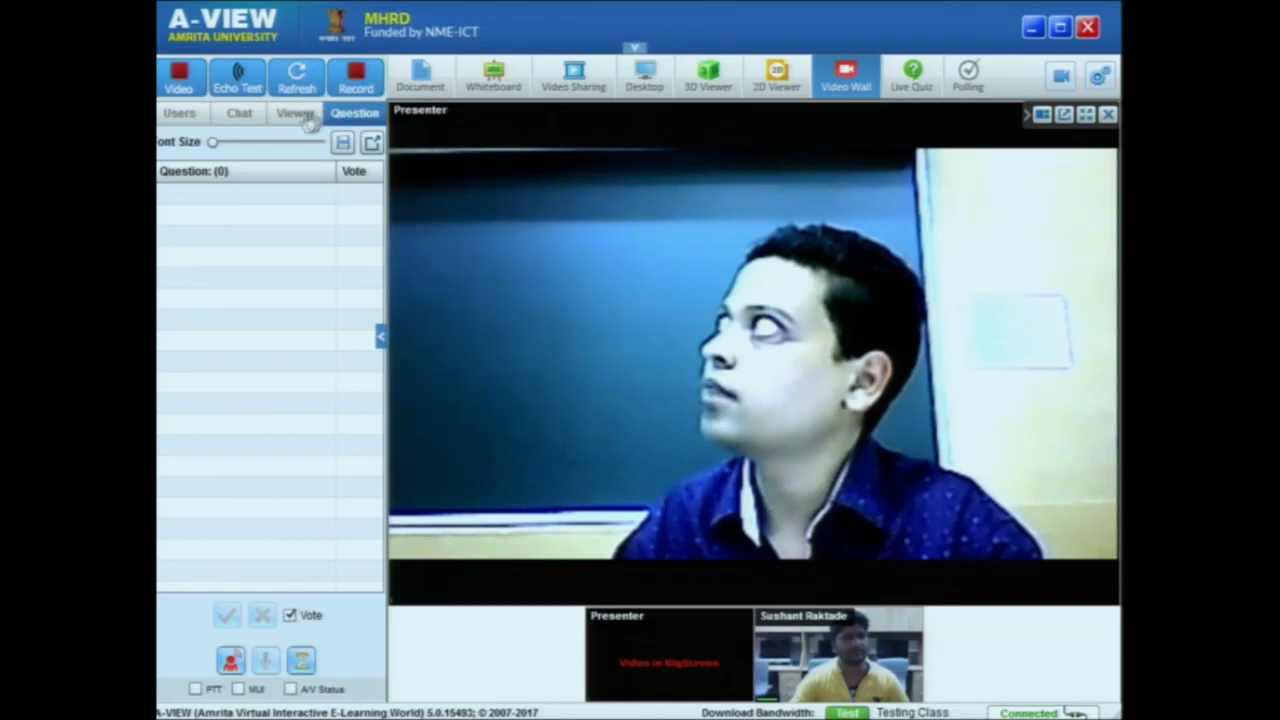 A-VIEW
AMRITA UNIVERSITY
MHRD
Funded by NME-ICT
Video
Echo Test
Refresh
Record
Document
Whiteboard
Video Sharing
Desktop
3D Viewer
2D Viewer
Video Wall
Live Quiz
Polling
Users
Chat
Viewer
Question
Presenter
ont Size
Question: (0)
Vote
Vote
PTT
MUI
A/V Status
Presenter
Video in BigScreen
Sushant Raktade
A-VIEW (Amrita Virtual Interactive E-Learning World) 5.0.15493; © 2007-2017
Download Bandwidth:
Test
Testing Class
Connected